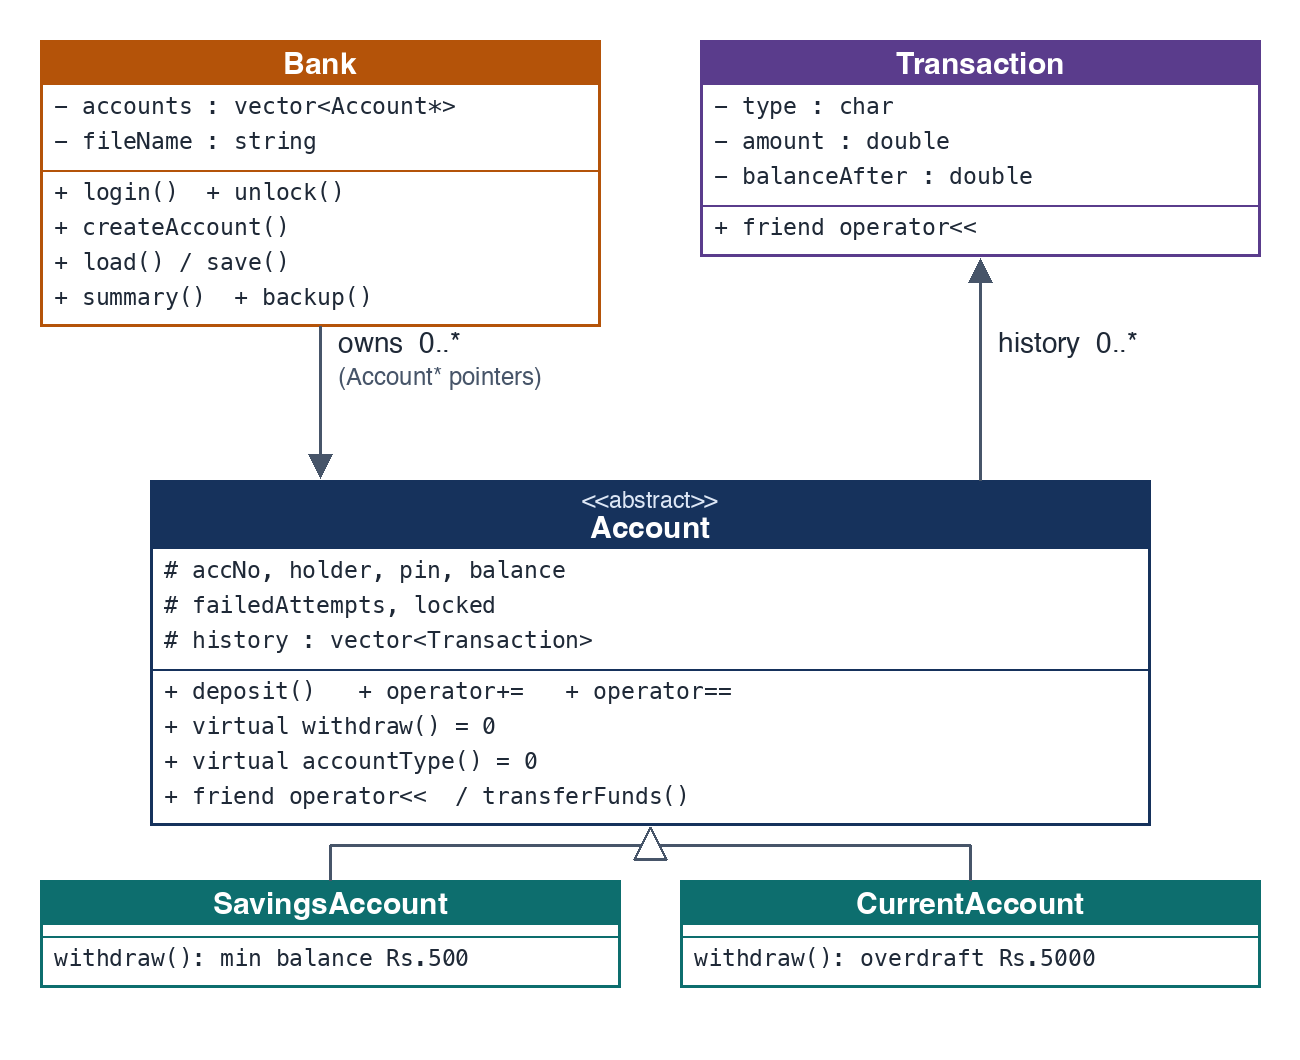 Bank
− accounts : vector<Account*>
− fileName : string
+ login()  + unlock()
+ createAccount()
+ load() / save()
+ summary()  + backup()
Transaction
− type : char
− amount : double
− balanceAfter : double
+ friend operator<<
owns  0..*
(Account* pointers)
history  0..*
<<abstract>>
Account
# accNo, holder, pin, balance
# failedAttempts, locked
# history : vector<Transaction>
+ deposit()   + operator+=   + operator==
+ virtual withdraw() = 0
+ virtual accountType() = 0
+ friend operator<<  / transferFunds()
SavingsAccount
withdraw(): min balance Rs.500
CurrentAccount
withdraw(): overdraft Rs.5000